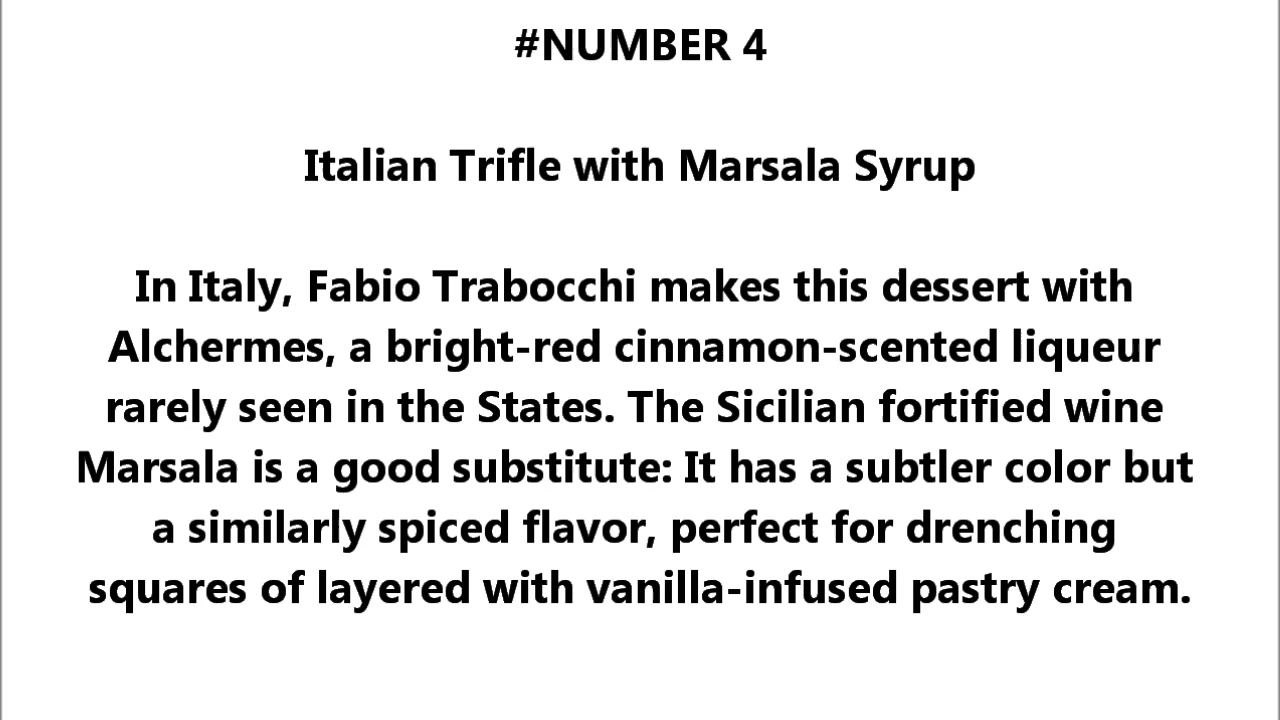 #NUMBER 4
Italian Trifle with Marsala Syrup
In Italy, Fabio Trabocchi makes this dessert with
Alchermes, a bright-red cinnamon-scented liqueur
rarely seen in the States. The Sicilian fortified wine
Marsala is a good substitute: It has a subtler color but
a similarly spiced flavor, perfect for drenching
squares of layered with vanilla-infused pastry cream.